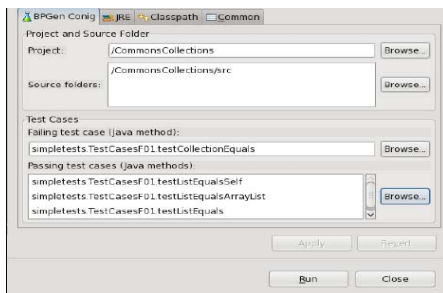 BPGen Conig JRE Classpath Common
Project and Source Folder
Project: /CommonsCollections Browse...
/CommonsCollections/src
Source folders: Browse...
Test Cases
Failing test case (Java method):
simpletests.TestCasesF01.testCollectionEquals Browse...
Passing test cases (Java methods):
simpletests.TestCasesF01.testListEqualsSelf
simpletests.TestCasesF01.testListEqualsArrayList Browse...
simpletests.TestCasesF01.testListEquals
Apply Revert
Run Close